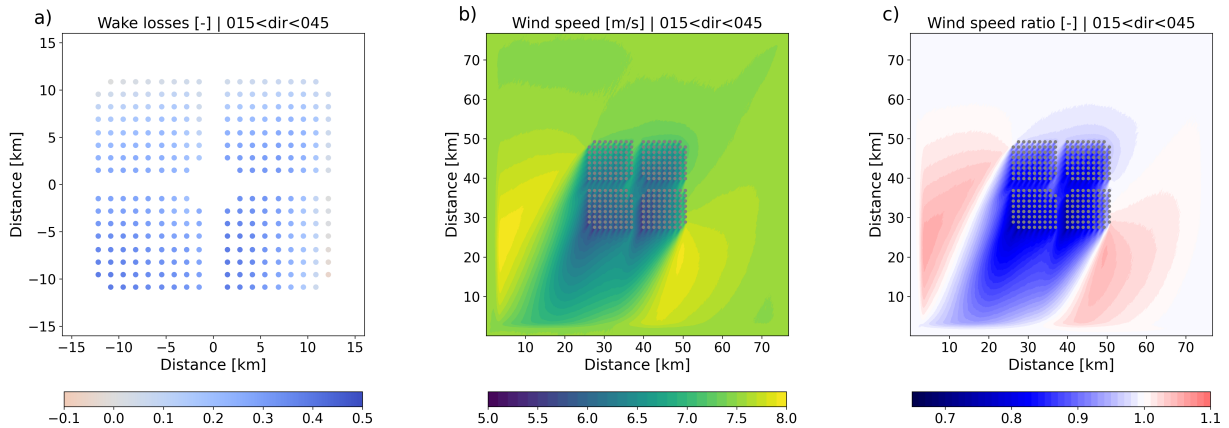 a)
Wake losses [-] | 015<dir<045
15
10
5
0
−5
−10
−15
Distance [km]
−15 −10 −5 0 5 10 15
Distance [km]
−0.1 0.0 0.1 0.2 0.3 0.4 0.5
b)
Wind speed [m/s] | 015<dir<045
70
60
50
40
30
20
10
Distance [km]
10 20 30 40 50 60 70
Distance [km]
5.0 5.5 6.0 6.5 7.0 7.5 8.0
c)
Wind speed ratio [-] | 015<dir<045
70
60
50
40
30
20
10
Distance [km]
10 20 30 40 50 60 70
Distance [km]
0.7 0.8 0.9 1.0 1.1